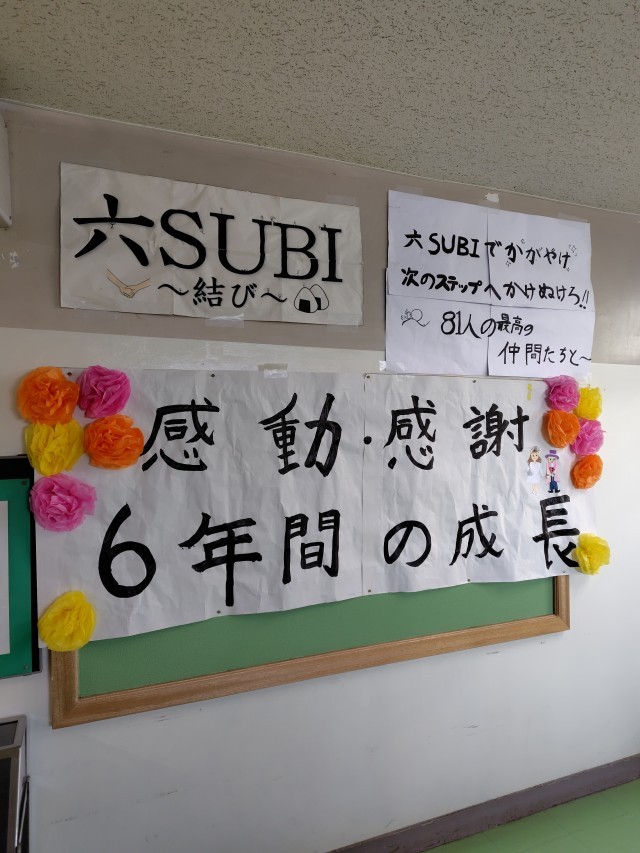 六SUBI
～結び～
六SUBIでかがやけ
次のステップへかけぬけろ!!
81人の最高の
仲間たちと～
感動・感謝
6年間の成長